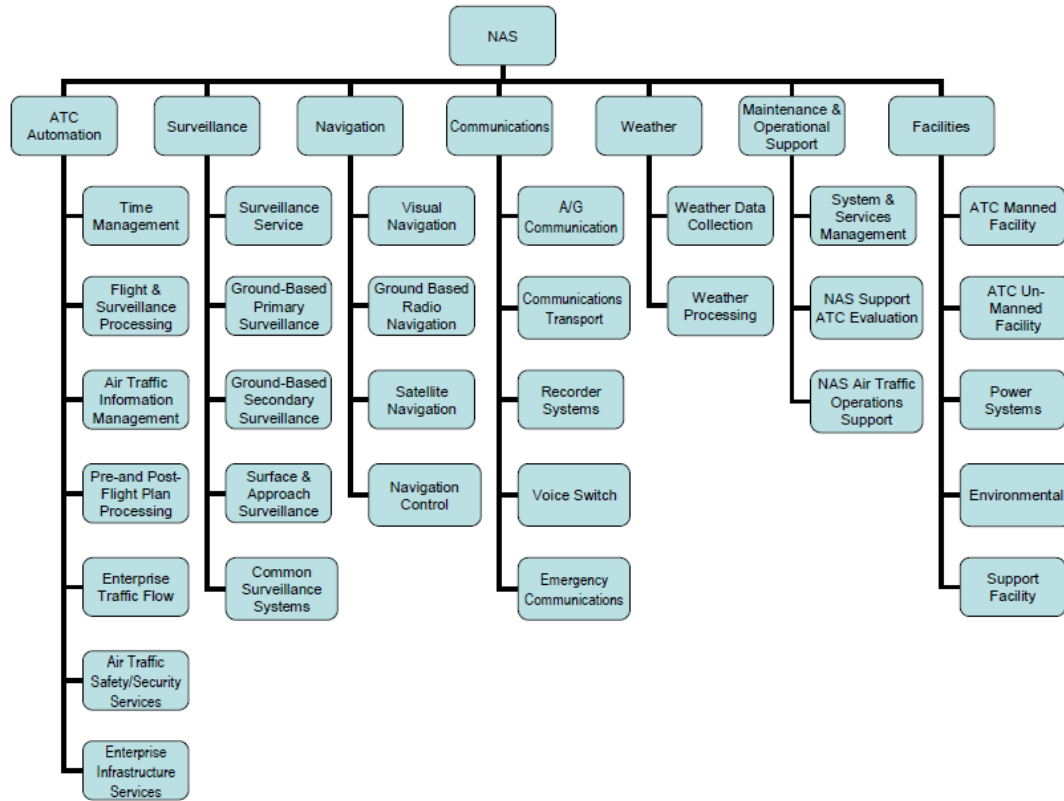 NAS
ATC
Automation
Surveillance
Navigation
Communications
Weather
Maintenance &
Operational
Support
Facilities
Time
Management
Flight &
Surveillance
Processing
Air Traffic
Information
Management
Pre-and Post-
Flight Plan
Processing
Enterprise
Traffic Flow
Air Traffic
Safety/Security
Services
Enterprise
Infrastructure
Services
Surveillance
Service
Ground-Based
Primary
Surveillance
Ground-Based
Secondary
Surveillance
Surface &
Approach
Surveillance
Common
Surveillance
Systems
Visual
Navigation
Ground Based
Radio
Navigation
Satellite
Navigation
Navigation
Control
A/G
Communication
Communications
Transport
Recorder
Systems
Voice Switch
Emergency
Communications
Weather Data
Collection
Weather
Processing
System &
Services
Management
NAS Support
ATC Evaluation
NAS Air Traffic
Operations
Support
ATC Manned
Facility
ATC Un-
Manned
Facility
Power
Systems
Environmental
Support
Facility